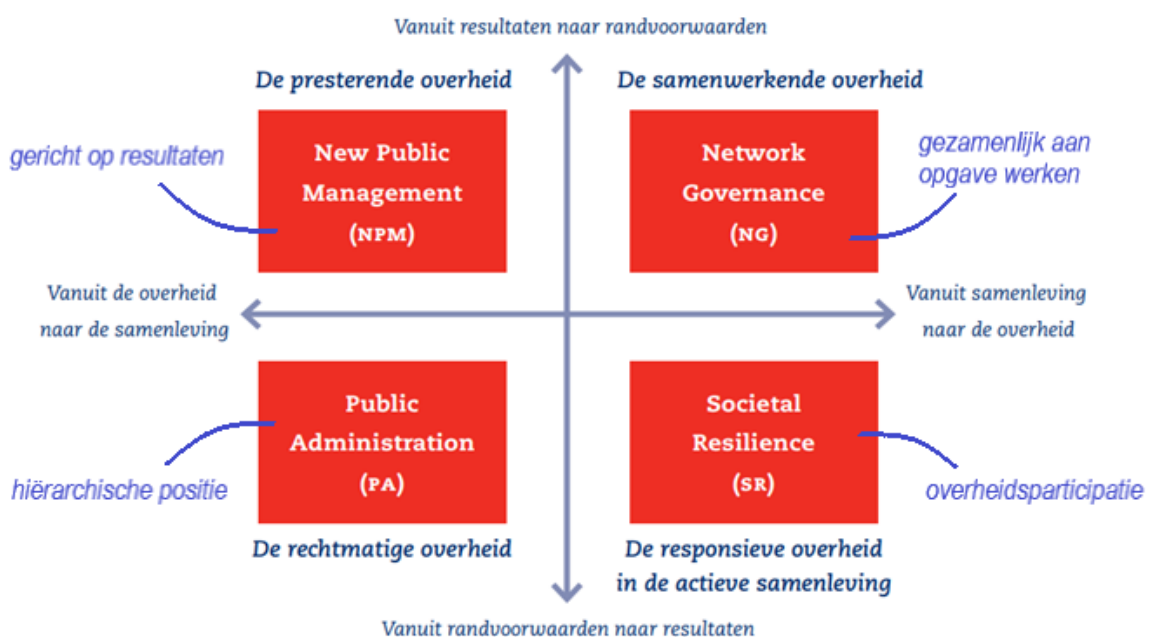 Vanuit resultaten naar randvoorwaarden
De presterende overheid
De samenwerkende overheid
gericht op resultaten
New Public
Management
(NPM)
Network
Governance
(NG)
gezamenlijk aan
opgave werken
Vanuit de overheid
naar de samenleving
Vanuit samenleving
naar de overheid
hiërarchische positie
Public
Administration
(PA)
Societal
Resilience
(SR)
overheidsparticipatie
De rechtmatige overheid
De responsieve overheid
in de actieve samenleving
Vanuit randvoorwaarden naar resultaten